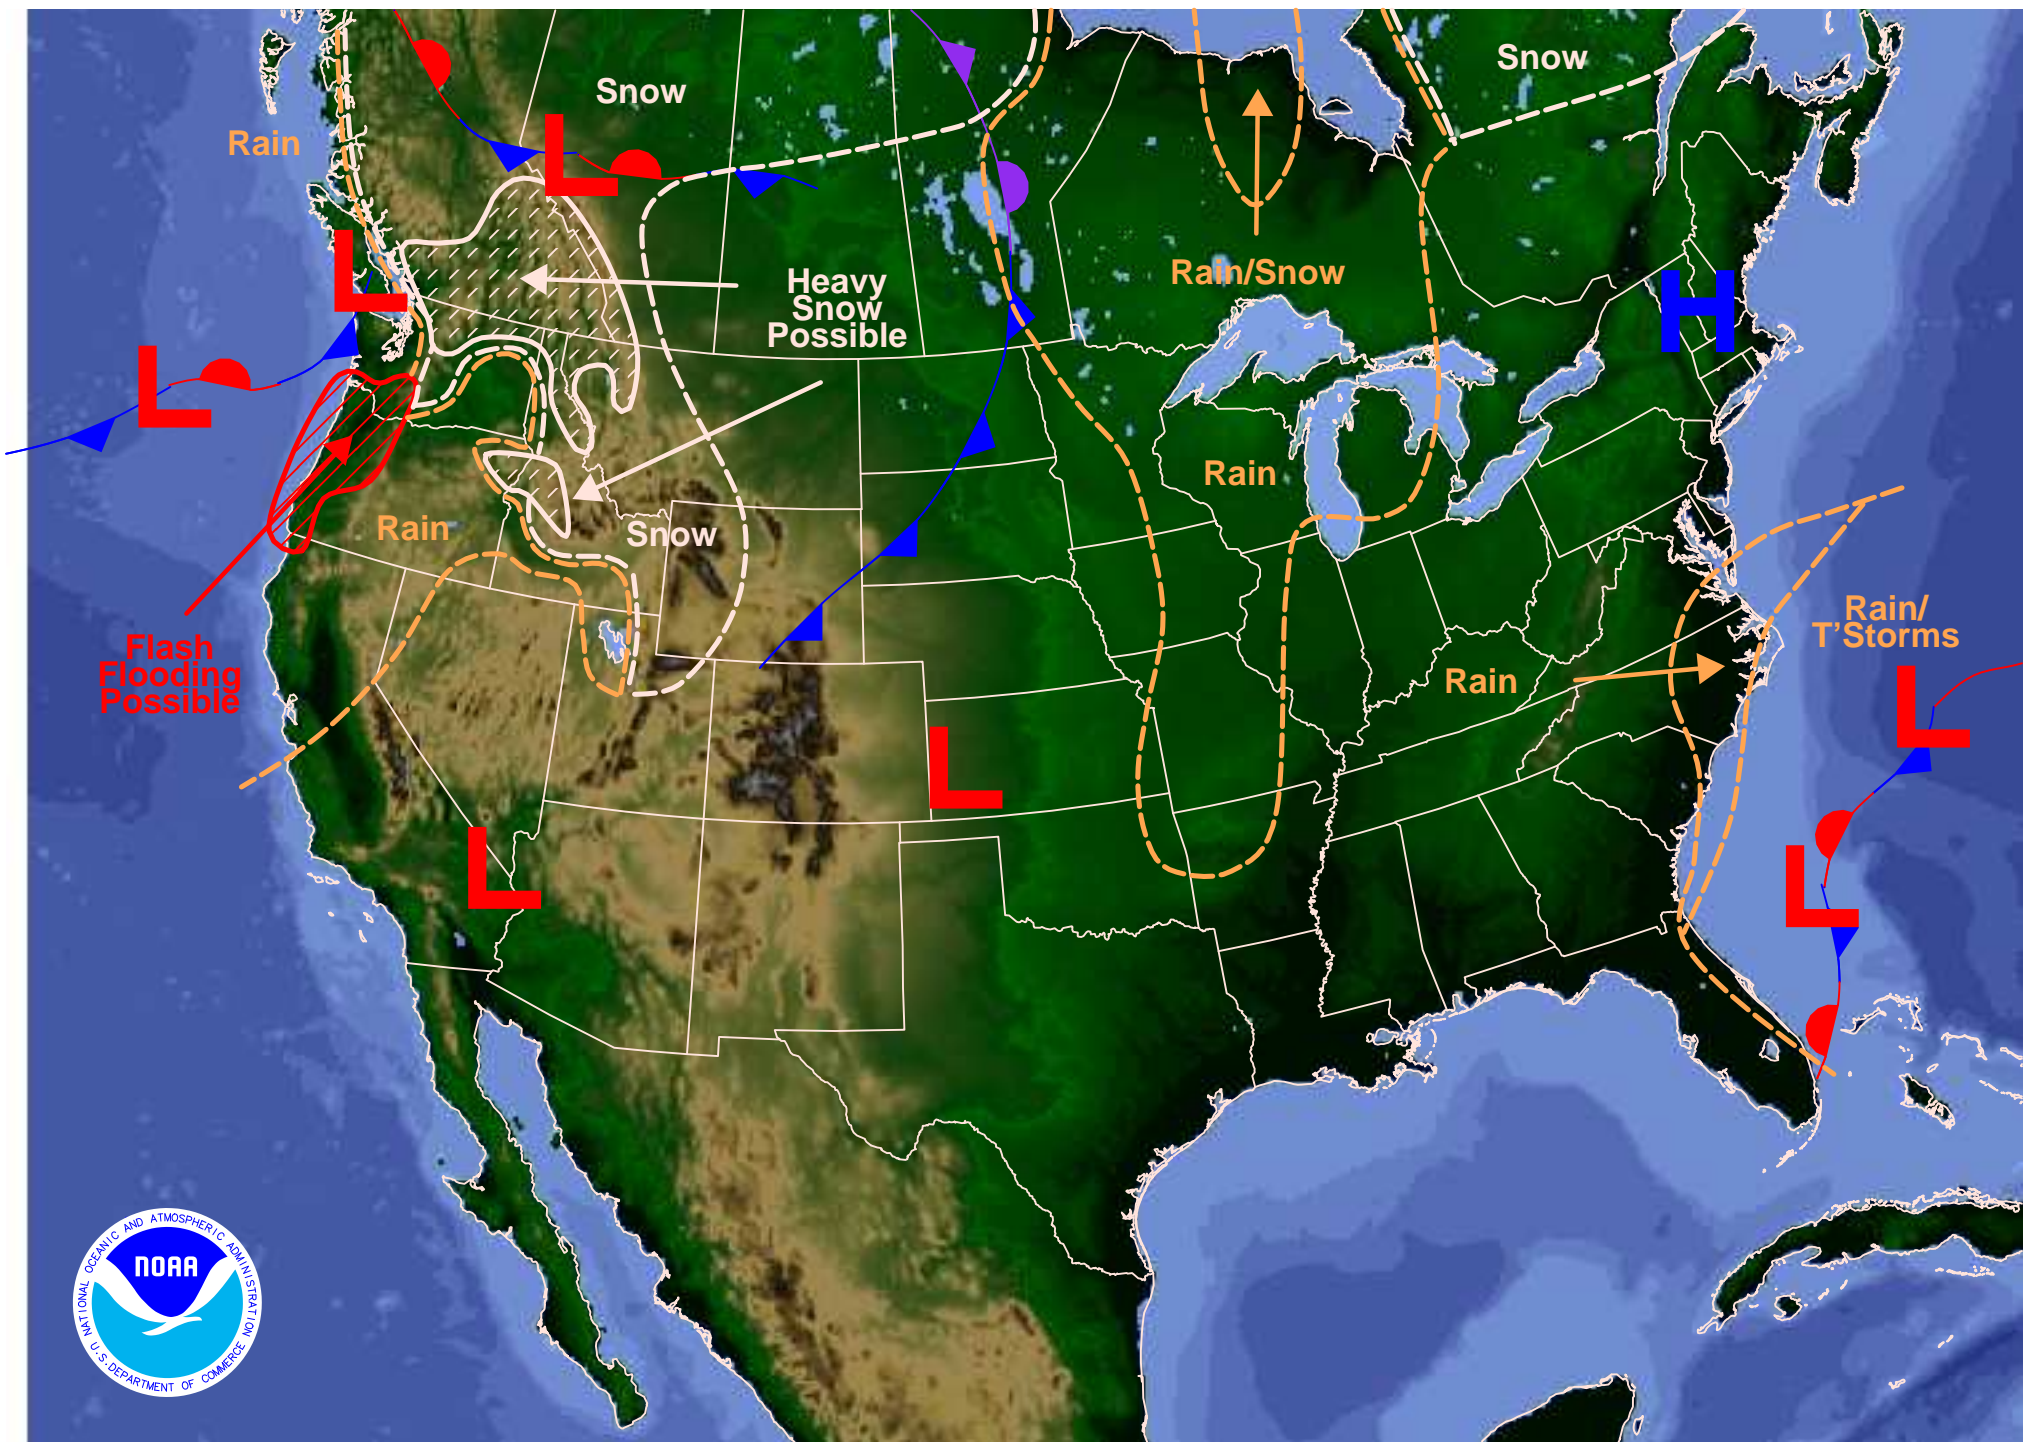 Snow
Snow
Rain
L
L
Rain/Snow
Heavy
Snow
Possible
H
L
Rain
Rain
Snow
Rain/
T'Storms
Flash
Flooding
Possible
Rain
L
L
L
L
NATIONAL OCEANIC AND ATMOSPHERIC ADMINISTRATION
NOAA
U.S. DEPARTMENT OF COMMERCE